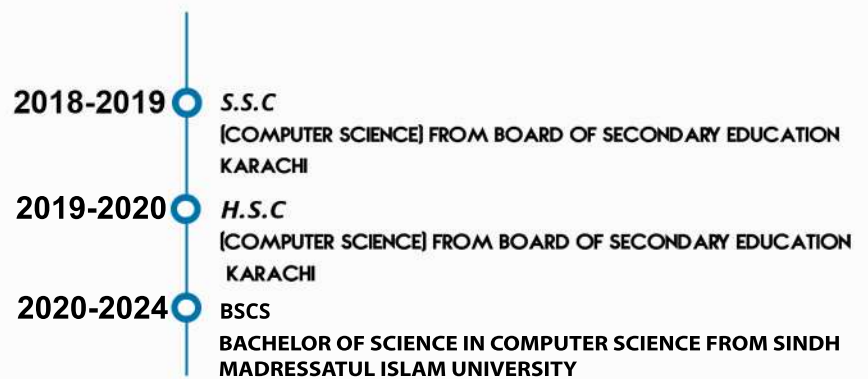 2018-2019 S.S.C
(COMPUTER SCIENCE) FROM BOARD OF SECONDARY EDUCATION
KARACHI
2019-2020 H.S.C
(COMPUTER SCIENCE) FROM BOARD OF SECONDARY EDUCATION
KARACHI
2020-2024 BSCS
BACHELOR OF SCIENCE IN COMPUTER SCIENCE FROM SINDH
MADRESSATUL ISLAM UNIVERSITY